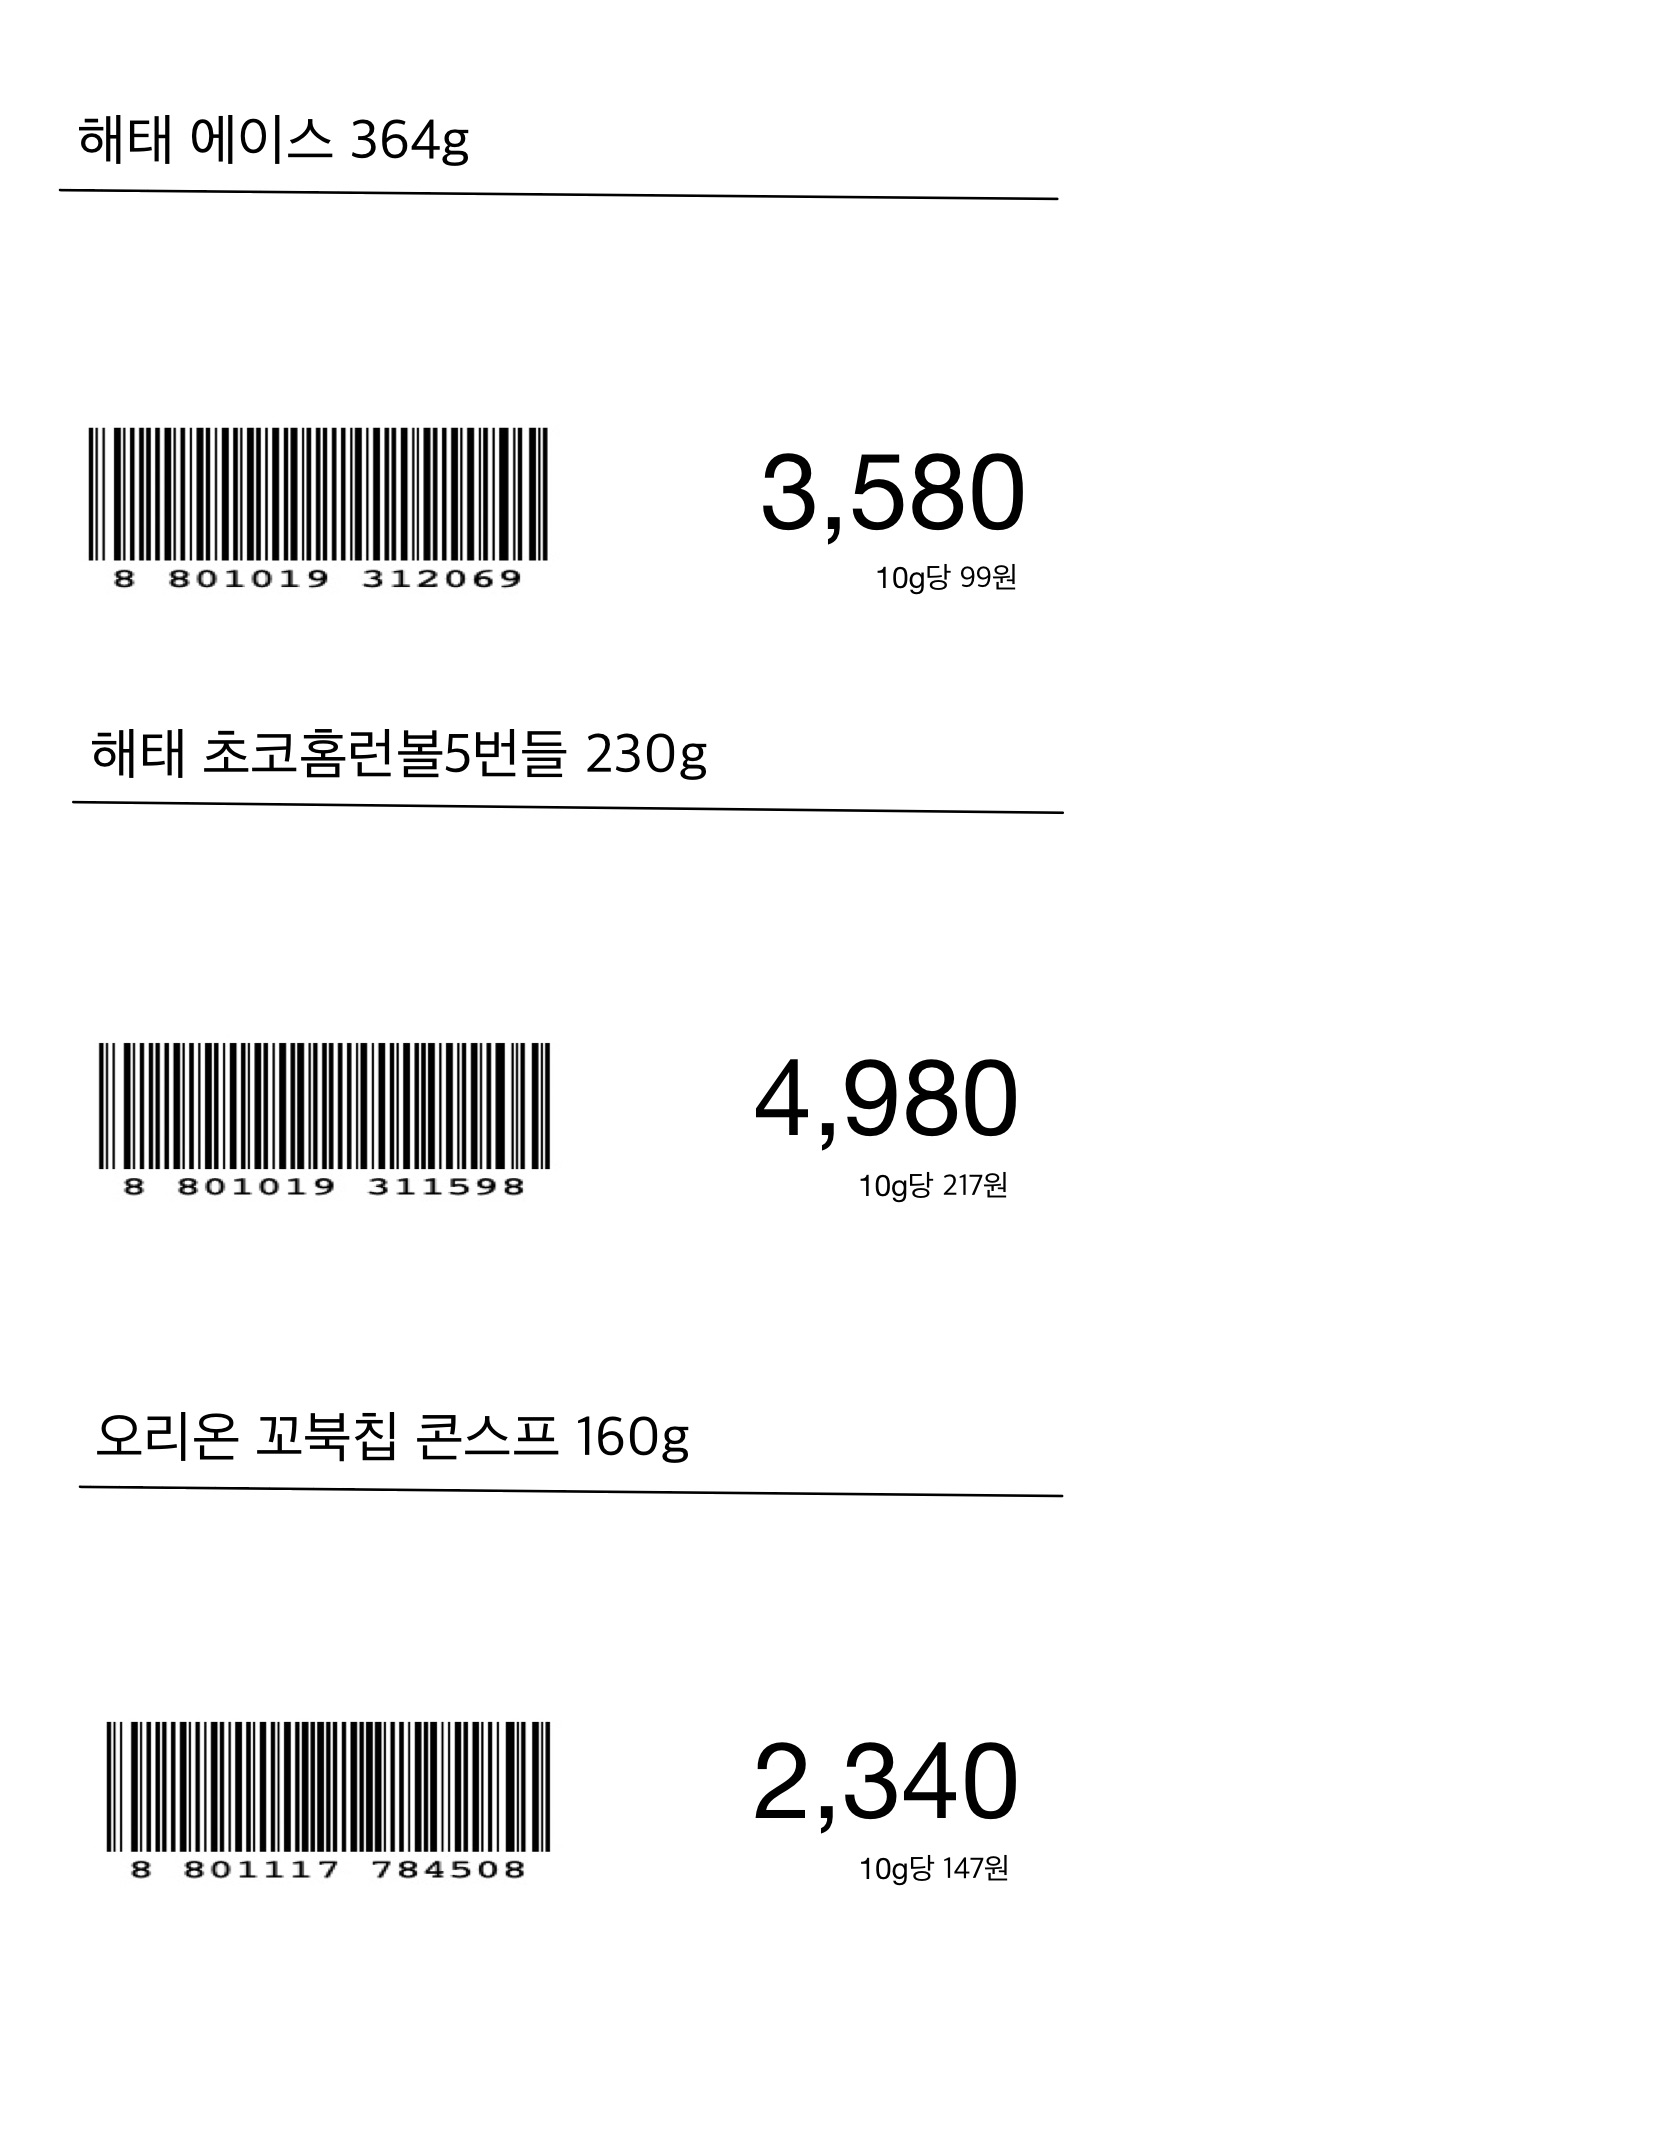 해태 에이스 364g
3,580
8 801019 312069
10g당 99원
해태 초코홈런볼5번들 230g
4,980
8 801019 311598
10g당 217원
오리온 꼬북칩 콘스프 160g
2,340
8 801117 784508
10g당 147원